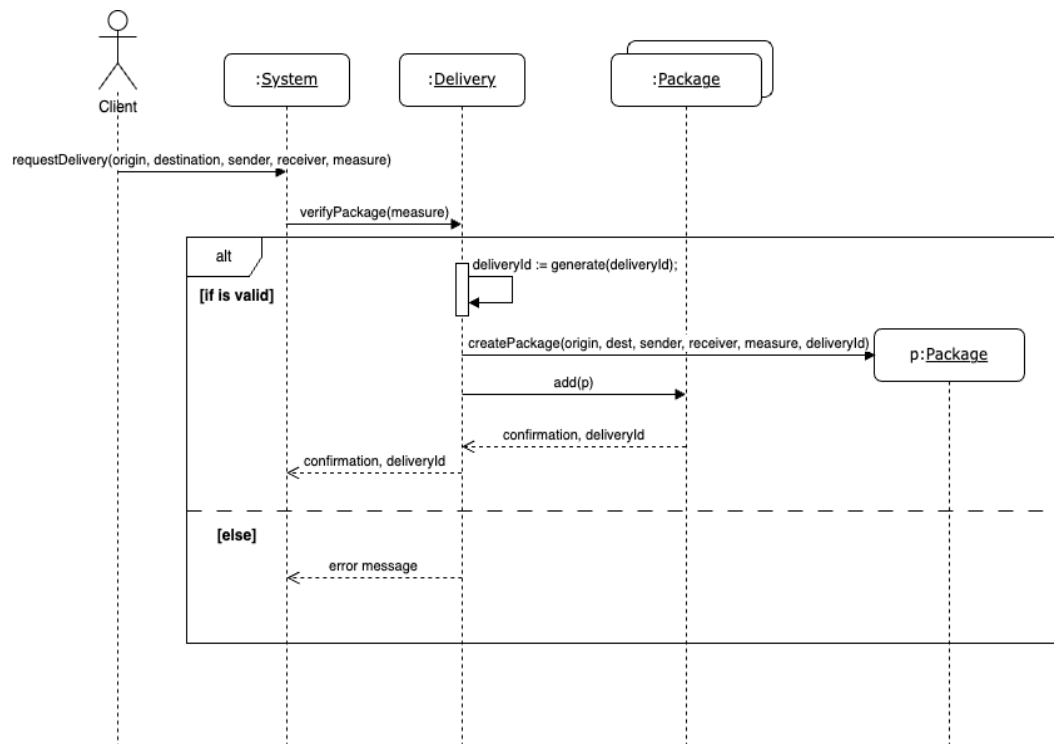 :System
:Delivery
:Package
Client
requestDelivery(origin, destination, sender, receiver, measure)
verifyPackage(measure)
alt
deliveryId := generate(deliveryId);
[if is valid]
createPackage(origin, dest, sender, receiver, measure, deliveryId)
p:Package
add(p)
confirmation, deliveryId
confirmation, deliveryId
[else]
error message